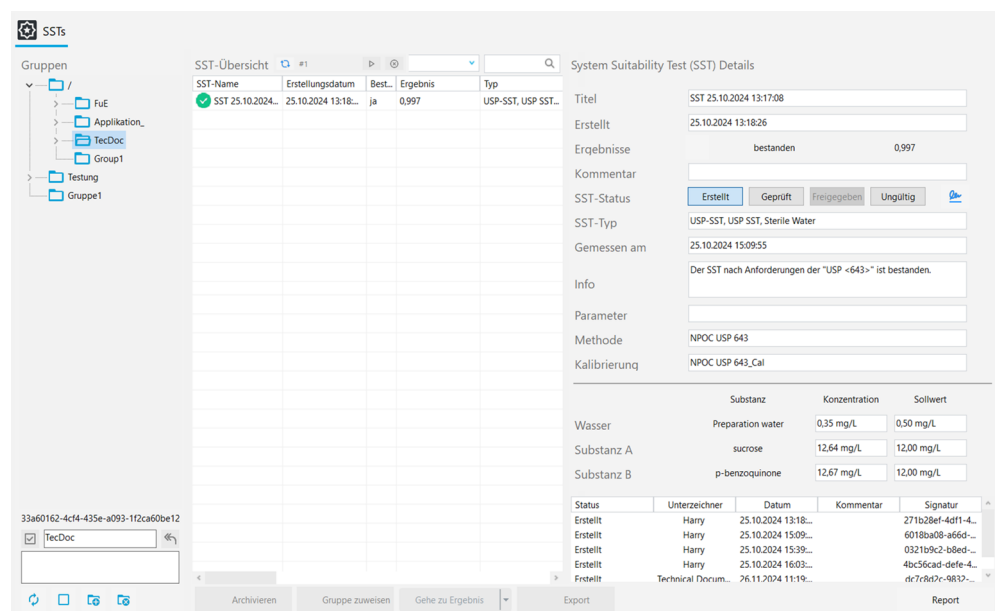 SSTs
Gruppen
/
FuE
Applikation_
TecDoc
Group1
Testung
Gruppe1
33a60162-4cf4-435e-a093-1f2ca60be12
TecDoc
SST-Übersicht #1
SST-Name Erstellungsdatum Best... Ergebnis Typ
SST 25.10.2024... 25.10.2024 13:18:... ja 0,997 USP-SST, USP SST...
Archivieren Gruppe zuweisen Gehe zu Ergebnis Export
System Suitability Test (SST) Details
Titel SST 25.10.2024 13:17:08
Erstellt 25.10.2024 13:18:26
Ergebnisse bestanden 0,997
Kommentar
SST-Status Erstellt Geprüft Freigegeben Ungültig
SST-Typ USP-SST, USP SST, Sterile Water
Gemessen am 25.10.2024 15:09:55
Info Der SST nach Anforderungen der "USP <643>" ist bestanden.
Parameter
Methode NPOC USP 643
Kalibrierung NPOC USP 643_Cal
Substanz Konzentration Sollwert
Wasser Preparation water 0,35 mg/L 0,50 mg/L
Substanz A sucrose 12,64 mg/L 12,00 mg/L
Substanz B p-benzoquinone 12,67 mg/L 12,00 mg/L
Status Unterzeichner Datum Kommentar Signatur
Erstellt Harry 25.10.2024 13:18:... 271b28ef-4df1-4...
Erstellt Harry 25.10.2024 15:09:... 6018ba08-a66d-...
Erstellt Harry 25.10.2024 15:39:... 0321b9c2-b8ed-...
Erstellt Harry 25.10.2024 16:03:... 4bc56cad-defe-4...
Erstellt Technical Docum... 26.11.2024 11:19:... dc7c8d2c-9832-...
Report